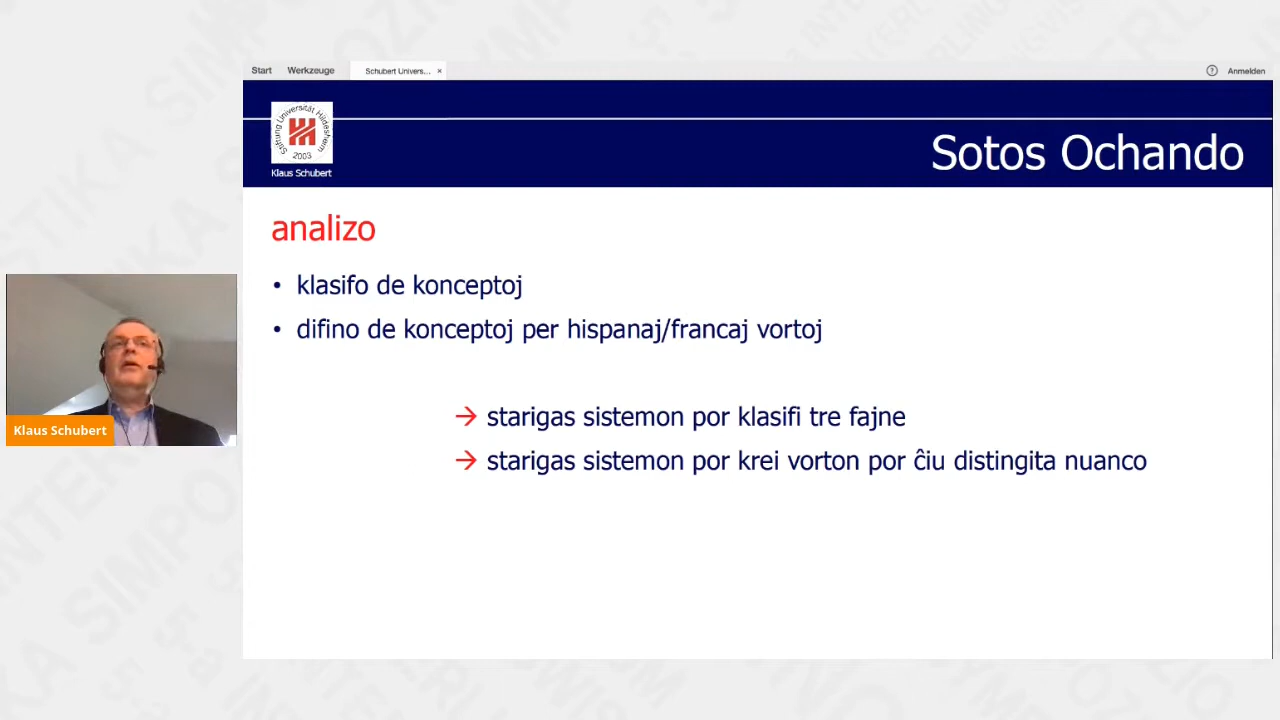 Start Werkzeuge Schubert Univers... × ? Anmelden
Stiftung Universität Hildesheim
2003
Klaus Schubert
Sotos Ochando
analizo
• klasifo de konceptoj
• difino de konceptoj per hispanaj/francaj vortoj
→ starigas sistemon por klasifi tre fajne
→ starigas sistemon por krei vorton por ĉiu distingita nuanco
Klaus Schubert